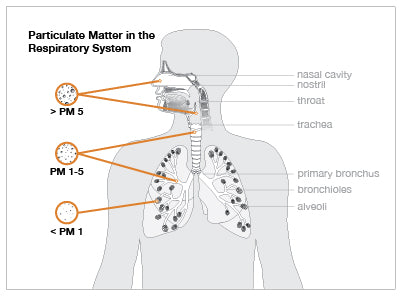 Particulate Matter in the
Respiratory System
> PM 5
PM 1-5
< PM 1
nasal cavity
nostril
throat
trachea
primary bronchus
bronchioles
alveoli